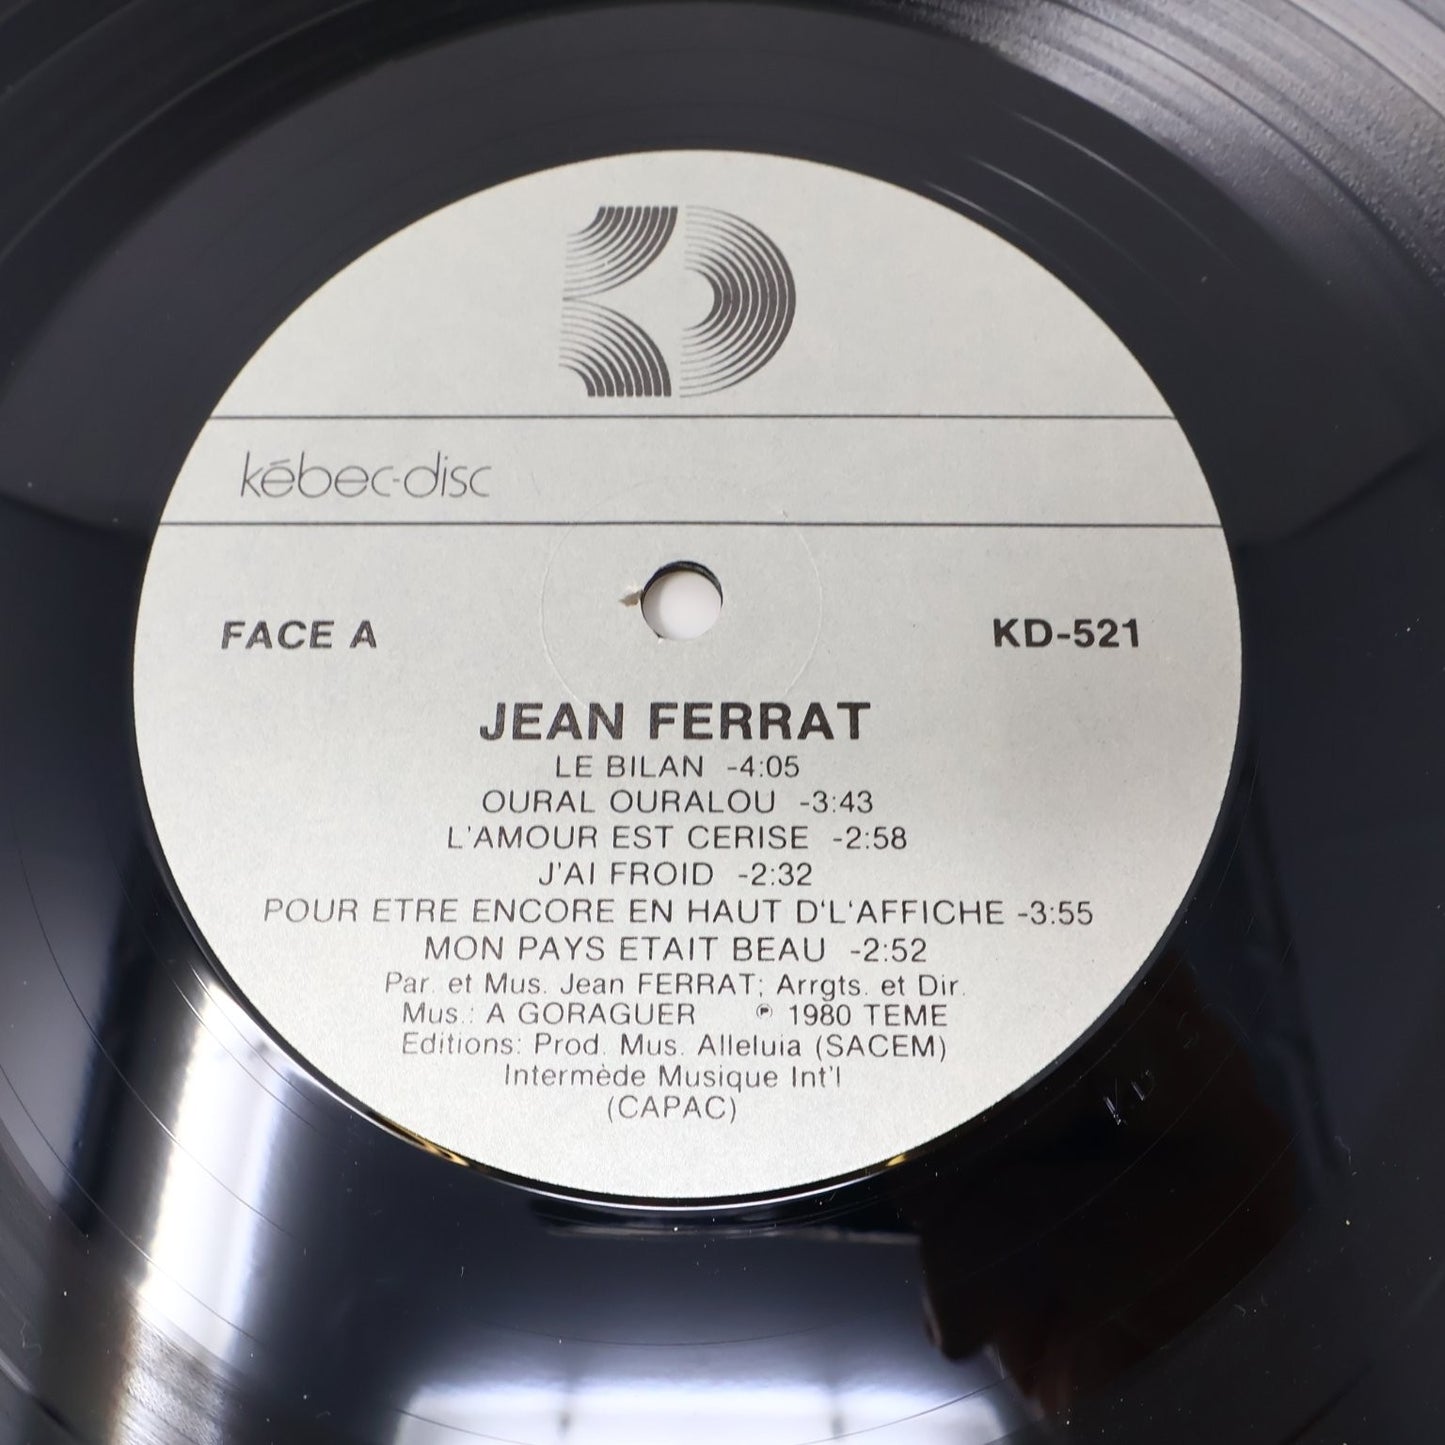 KD
kébec-disc
FACE A
KD-521
JEAN FERRAT
LE BILAN -4:05
OURAL OURALOU -3:43
L'AMOUR EST CERISE -2:58
J'AI FROID -2:32
POUR ETRE ENCORE EN HAUT D'L'AFFICHE -3:55
MON PAYS ETAIT BEAU -2:52
Par. et Mus. Jean FERRAT; Arrgts. et Dir.
Mus.: A GORAGUER ℗ 1980 TEME
Editions: Prod. Mus. Alleluia (SACEM)
Intermède Musique Int'l
(CAPAC)